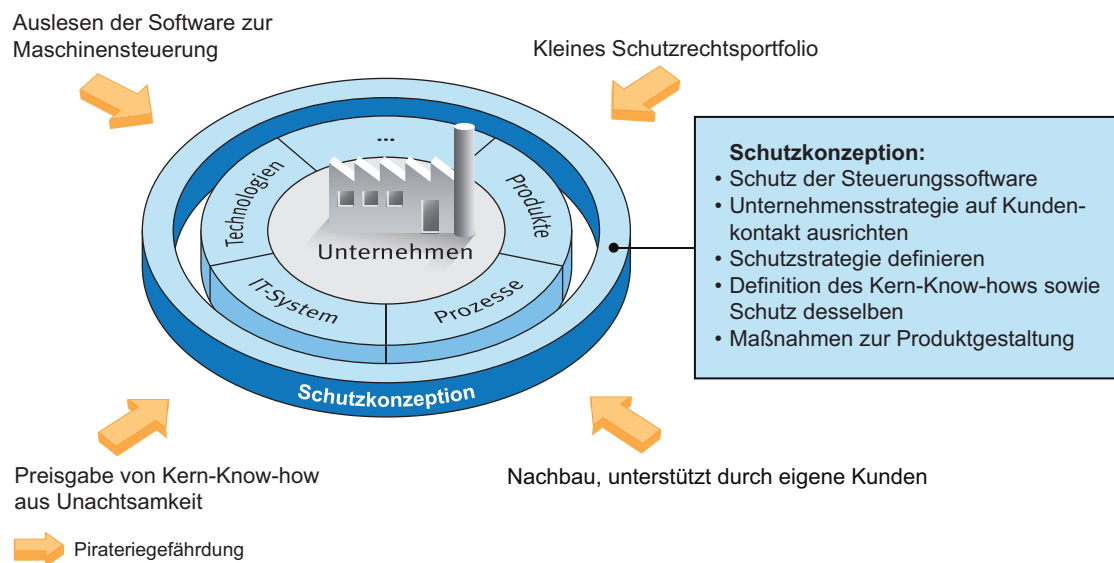 Auslesen der Software zur
Maschinensteuerung
Kleines Schutzrechtsportfolio
...
Technologien
Produkte
Unternehmen
IT-System
Prozesse
Schutzkonzeption
Schutzkonzeption:
• Schutz der Steuerungssoftware
• Unternehmensstrategie auf Kunden-
kontakt ausrichten
• Schutzstrategie definieren
• Definition des Kern-Know-hows sowie
Schutz desselben
• Maßnahmen zur Produktgestaltung
Preisgabe von Kern-Know-how
aus Unachtsamkeit
Nachbau, unterstützt durch eigene Kunden
Pirateriegefährdung